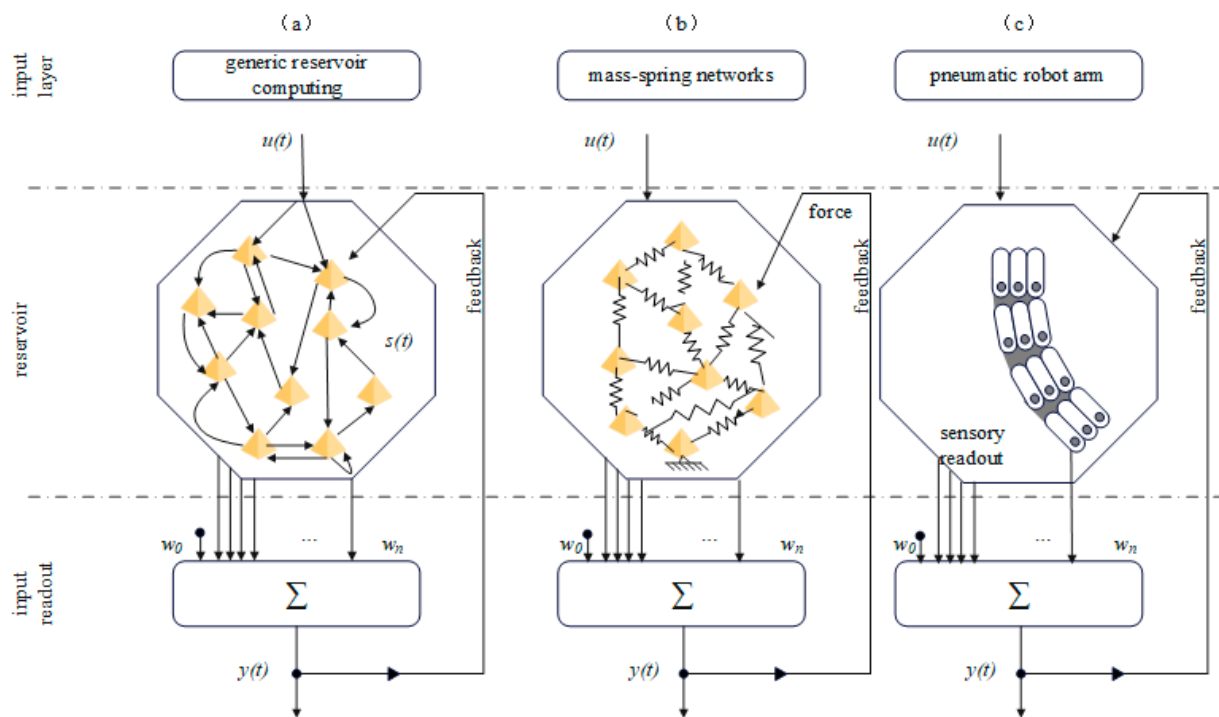 (a)
(b)
(c)
input
layer
generic reservoir
computing
mass-spring networks
pneumatic robot arm
u(t)
u(t)
u(t)
reservoir
s(t)
feedback
force
feedback
sensory
readout
feedback
input
readout
w0
...
wn
w0
...
wn
w0
...
wn
Σ
Σ
Σ
y(t)
y(t)
y(t)